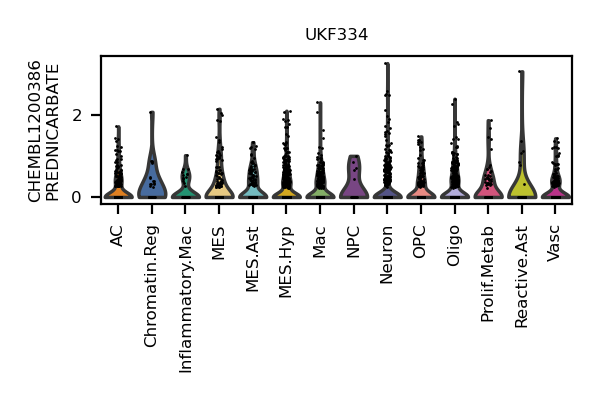 UKF334
CHEMBL1200386
PREDNICARBATE
2
0
AC
Chromatin.Reg
Inflammatory.Mac
MES
MES.Ast
MES.Hyp
Mac
NPC
Neuron
OPC
Oligo
Prolif.Metab
Reactive.Ast
Vasc